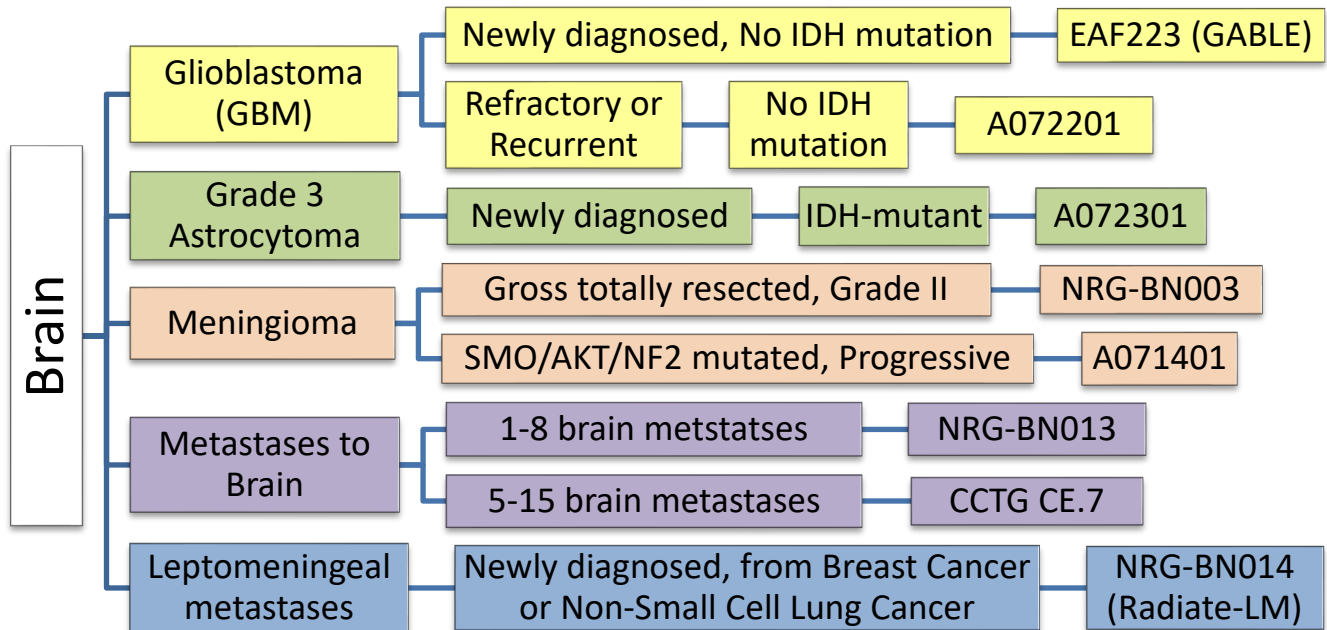 Brain
Glioblastoma
(GBM)
Newly diagnosed, No IDH mutation
EAF223 (GABLE)
Refractory or
Recurrent
No IDH
mutation
A072201
Grade 3
Astrocytoma
Newly diagnosed
IDH-mutant
A072301
Meningioma
Gross totally resected, Grade II
NRG-BN003
SMO/AKT/NF2 mutated, Progressive
A071401
Metastases to
Brain
1-8 brain metstatses
NRG-BN013
5-15 brain metastases
CCTG CE.7
Leptomeningeal
metastases
Newly diagnosed, from Breast Cancer
or Non-Small Cell Lung Cancer
NRG-BN014
(Radiate-LM)